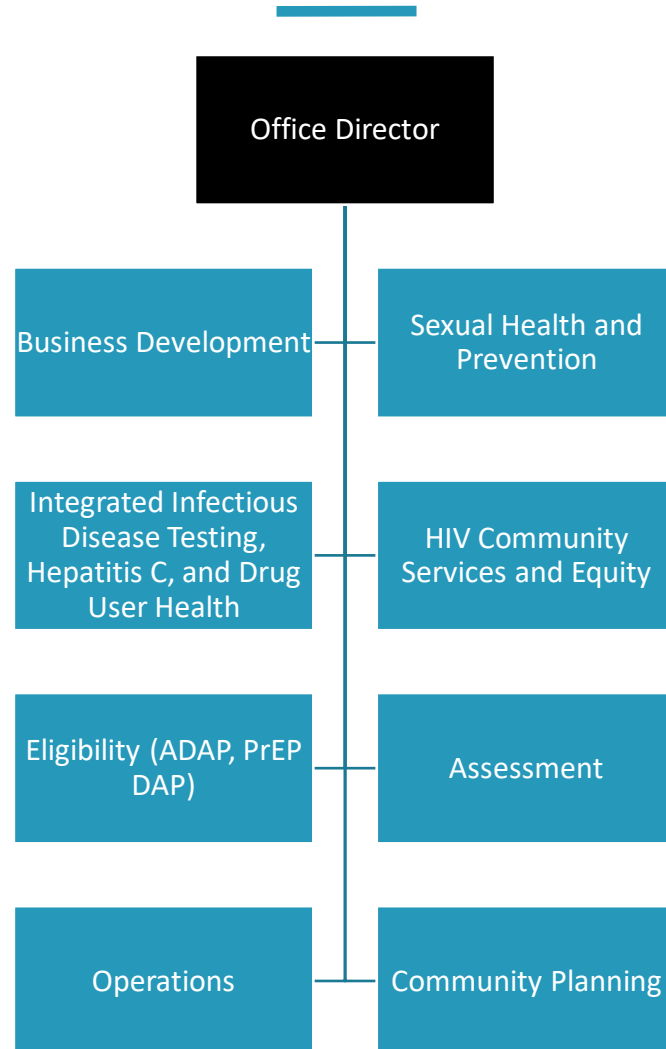 Office Director
Business Development
Sexual Health and
Prevention
Integrated Infectious
Disease Testing,
Hepatitis C, and Drug
User Health
HIV Community
Services and Equity
Eligibility (ADAP, PrEP
DAP)
Assessment
Operations
Community Planning